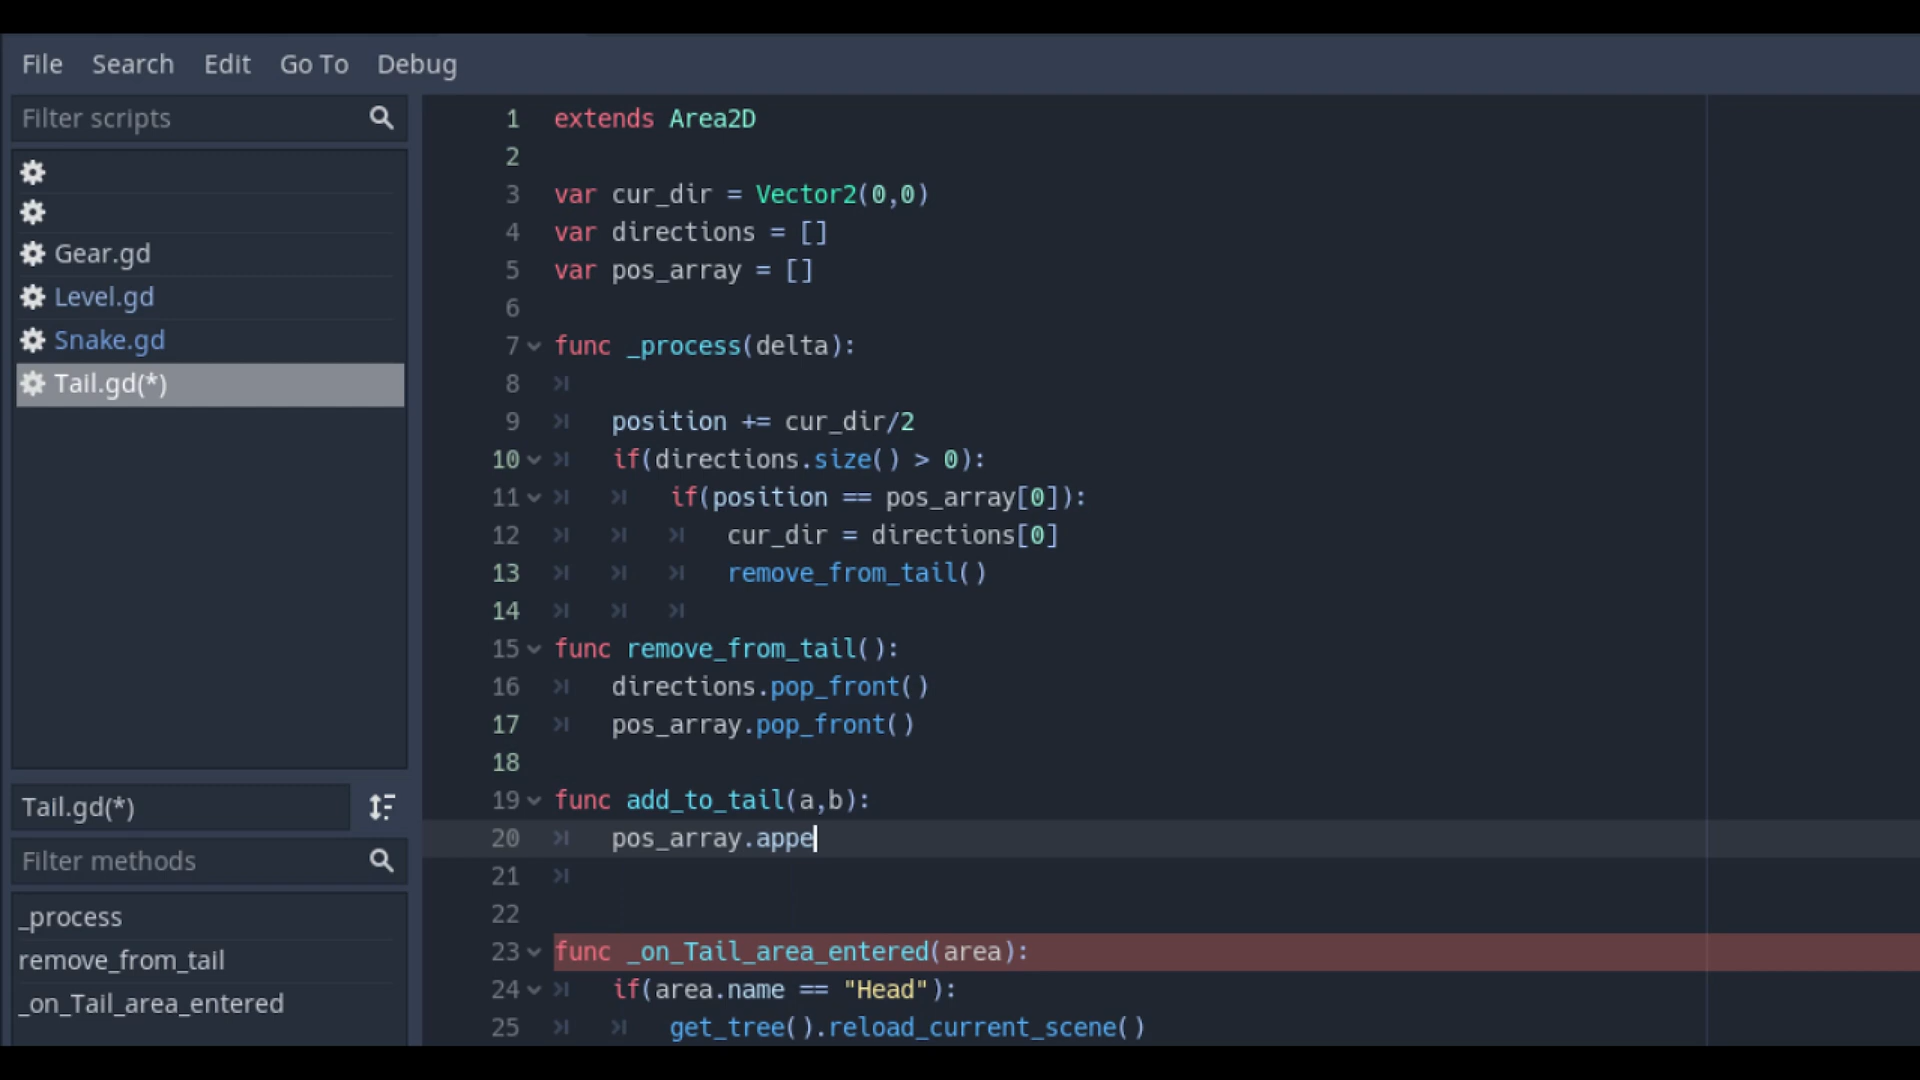 File Search Edit Go To Debug
Filter scripts
Gear.gd
Level.gd
Snake.gd
Tail.gd(*)
Tail.gd(*)
Filter methods
_process
remove_from_tail
_on_Tail_area_entered
1 extends Area2D
2
3 var cur_dir = Vector2(0,0)
4 var directions = []
5 var pos_array = []
6
7 func _process(delta):
8
9 position += cur_dir/2
10 if(directions.size() > 0):
11 if(position == pos_array[0]):
12 cur_dir = directions[0]
13 remove_from_tail()
14
15 func remove_from_tail():
16 directions.pop_front()
17 pos_array.pop_front()
18
19 func add_to_tail(a,b):
20 pos_array.appe
21
22
23 func _on_Tail_area_entered(area):
24 if(area.name == "Head"):
25 get_tree().reload_current_scene()